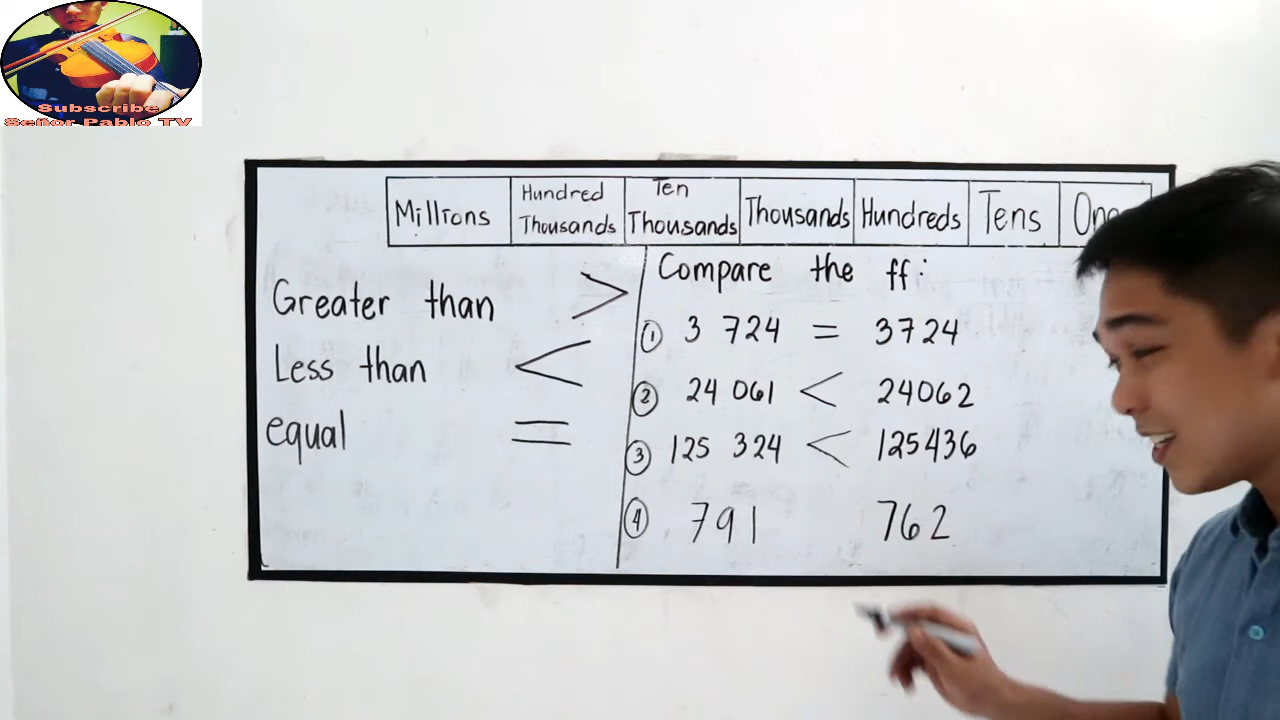 Subscribe
Señor Pablo TV
Millions Hundred Thousands Ten Thousands Thousands Hundreds Tens
Compare the ff:
Greater than >
① 3 724 = 3724
Less than <
② 24 061 < 24062
equal =
③ 125 324 < 125436
④ 791 762